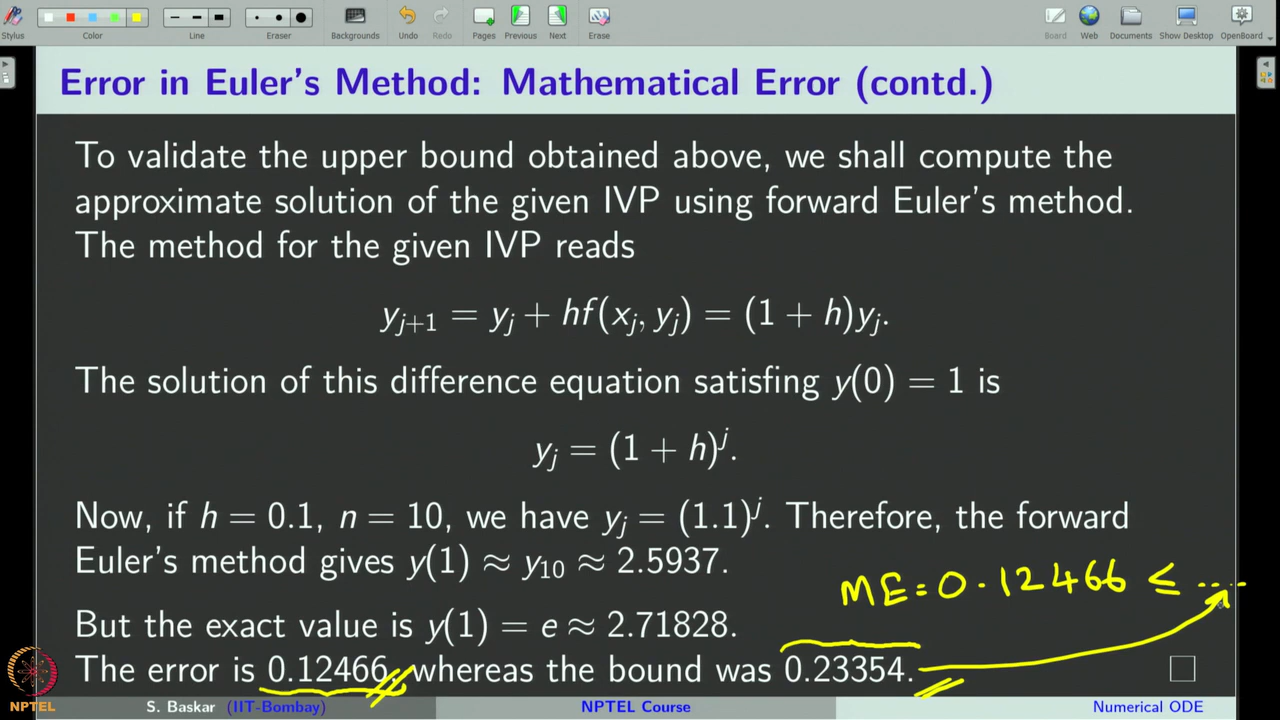 Stylus Color Line Eraser Backgrounds Undo Redo Pages Previous Next Erase Board Web Documents Show Desktop OpenBoard
Error in Euler's Method: Mathematical Error (contd.)
To validate the upper bound obtained above, we shall compute the
approximate solution of the given IVP using forward Euler's method.
The method for the given IVP reads
y_{j+1} = y_j + hf(x_j, y_j) = (1 + h)y_j.
The solution of this difference equation satisfing y(0) = 1 is
y_j = (1 + h)^j.
Now, if h = 0.1, n = 10, we have y_j = (1.1)^j. Therefore, the forward
Euler's method gives y(1) ≈ y_{10} ≈ 2.5937.
ME = 0.12466 ≤ ....
But the exact value is y(1) = e ≈ 2.71828.
The error is 0.12466, whereas the bound was 0.23354. □
NPTEL
S. Baskar (IIT-Bombay) NPTEL Course Numerical ODE